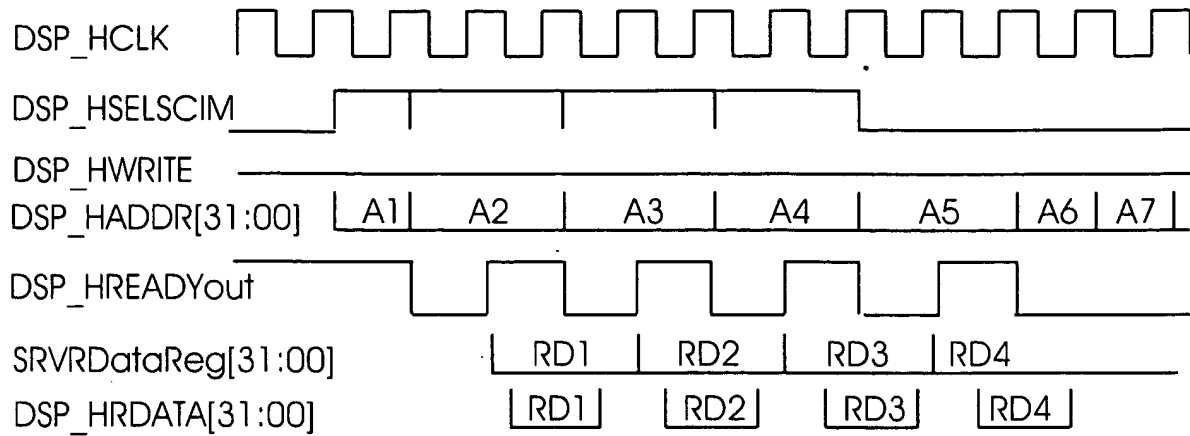 DSP_HCLK
DSP_HSELSCIM
DSP_HWRITE
DSP_HADDR[31:00] A1 A2 A3 A4 A5 A6 A7
DSP_HREADYout
SRVRDataReg[31:00] RD1 RD2 RD3 RD4
DSP_HRDATA[31:00] RD1 RD2 RD3 RD4